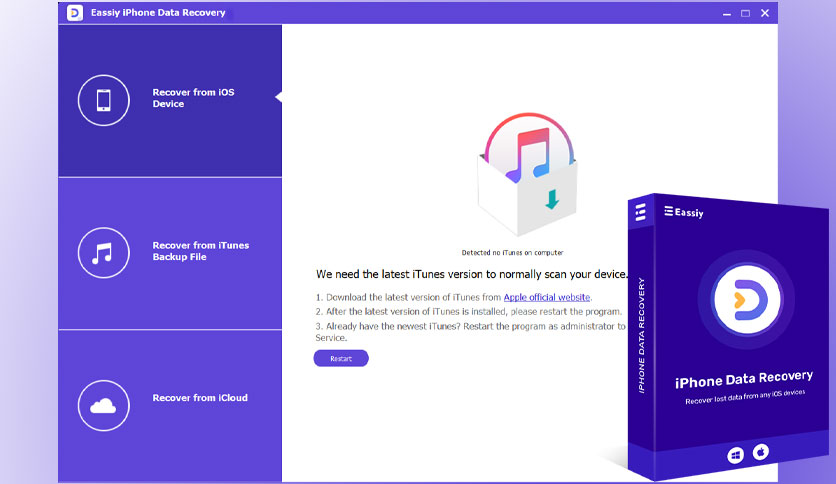 Eassiy iPhone Data Recovery
Recover from iOS
Device
Recover from iTunes
Backup File
Recover from iCloud
Detected no iTunes on computer
We need the latest iTunes version to normally scan your device.
1. Download the latest version of iTunes from Apple official website.
2. After the latest version of iTunes is installed, please restart the program.
3. Already have the newest iTunes? Restart the program as administrator to
Service.
Restart
Eassiy
IPHONE DATA RECOVERY
iPhone Data Recovery
Recover lost data from any iOS devices